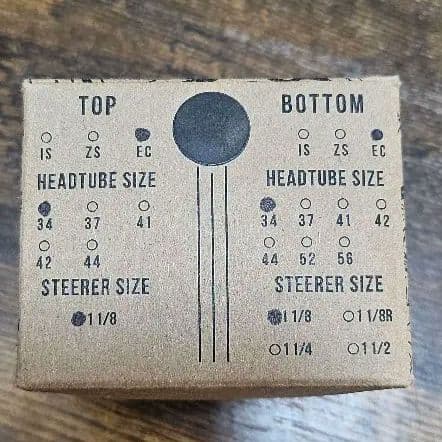 TOP
IS ZS EC
HEADTUBE SIZE
34 37 41
42 44
STEERER SIZE
1 1/8
BOTTOM
IS ZS EC
HEADTUBE SIZE
34 37 41 42
44 52 56
STEERER SIZE
1 1/8 1 1/8R
1 1/4 1 1/2